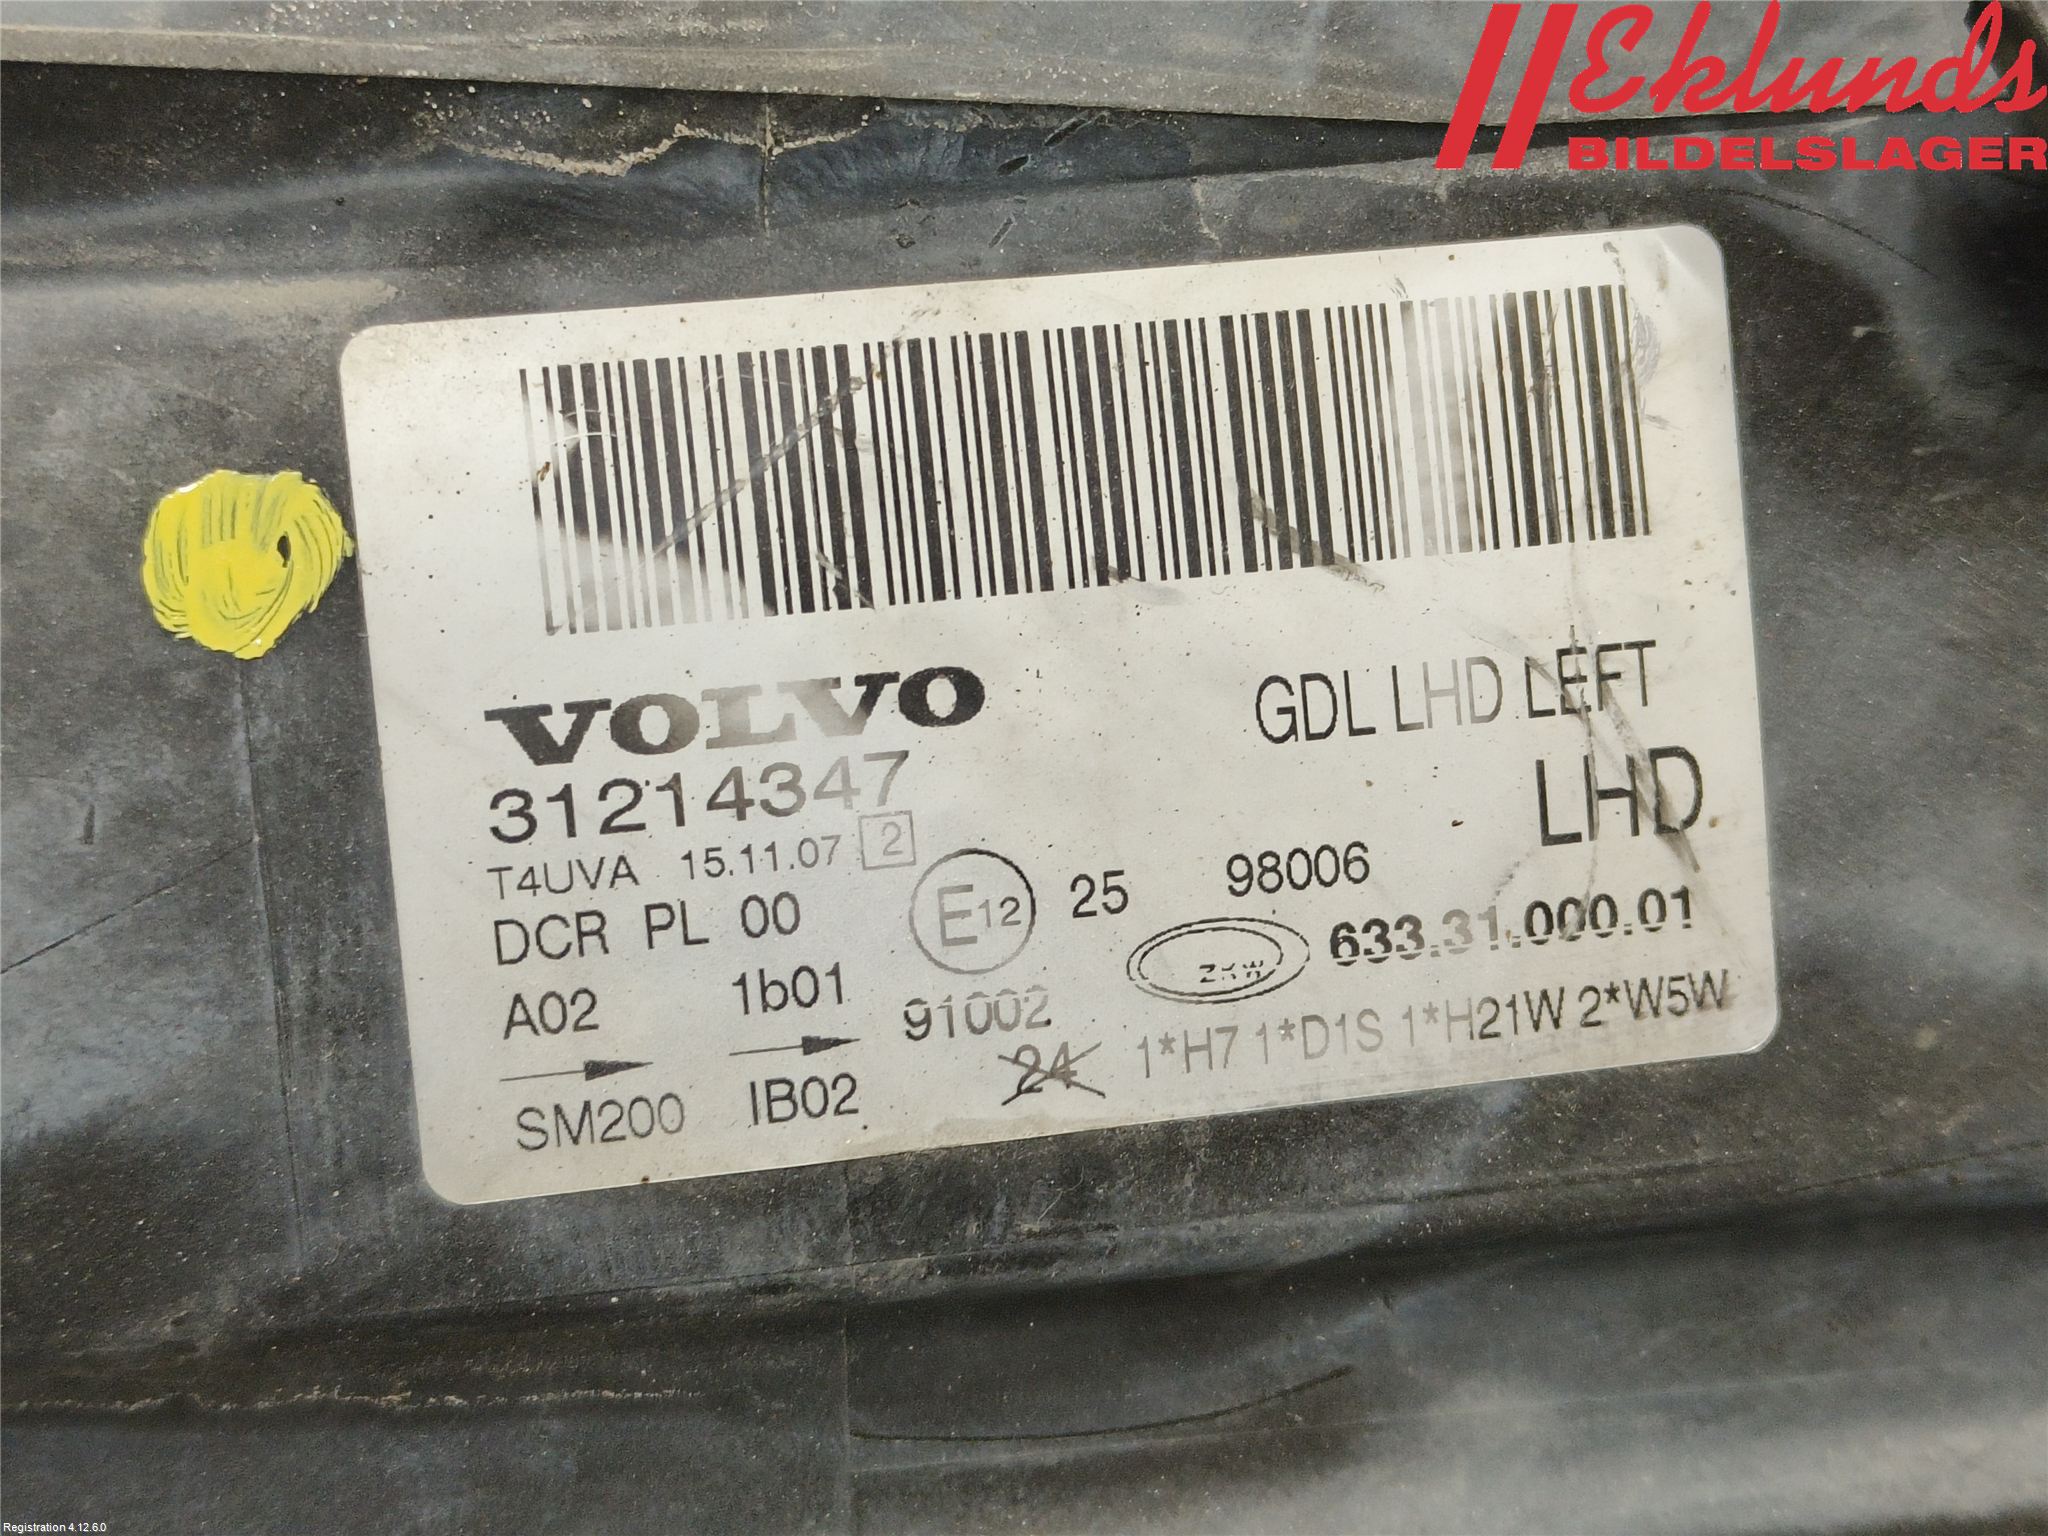 Eklunds
BILDELSLAGER
VOLVO
GDL LHD LEFT
31214347
LHD
T4UVA 15.11.07 2
DCR PL 00
E12 25 98006
A02 1b01
91002
ZKW 633.31.000.01
SM200 IB02
24 1*H7 1*D1S 1*H21W 2*W5W
Registration 4.12.6.0